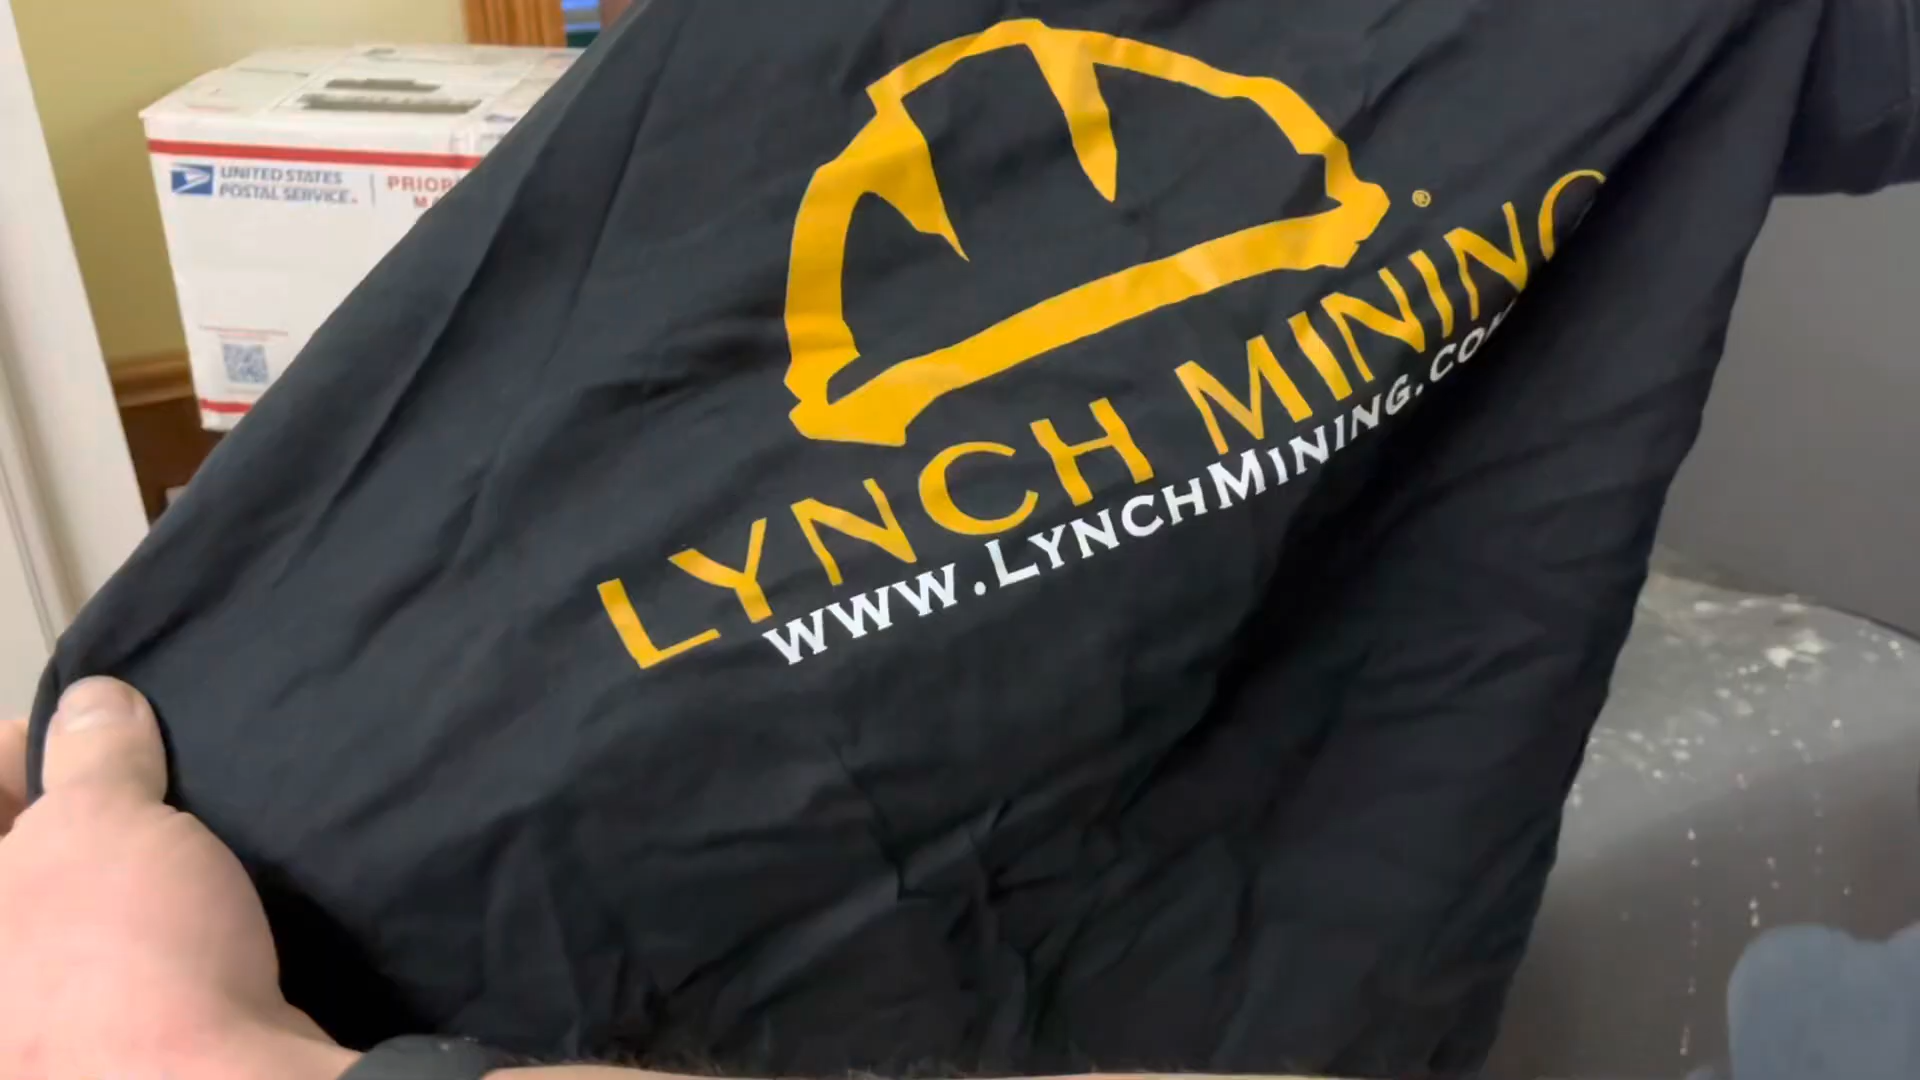 UNITED STATES
POSTAL SERVICE®
®
LYNCH MINING
WWW.LYNCHMINING.COM